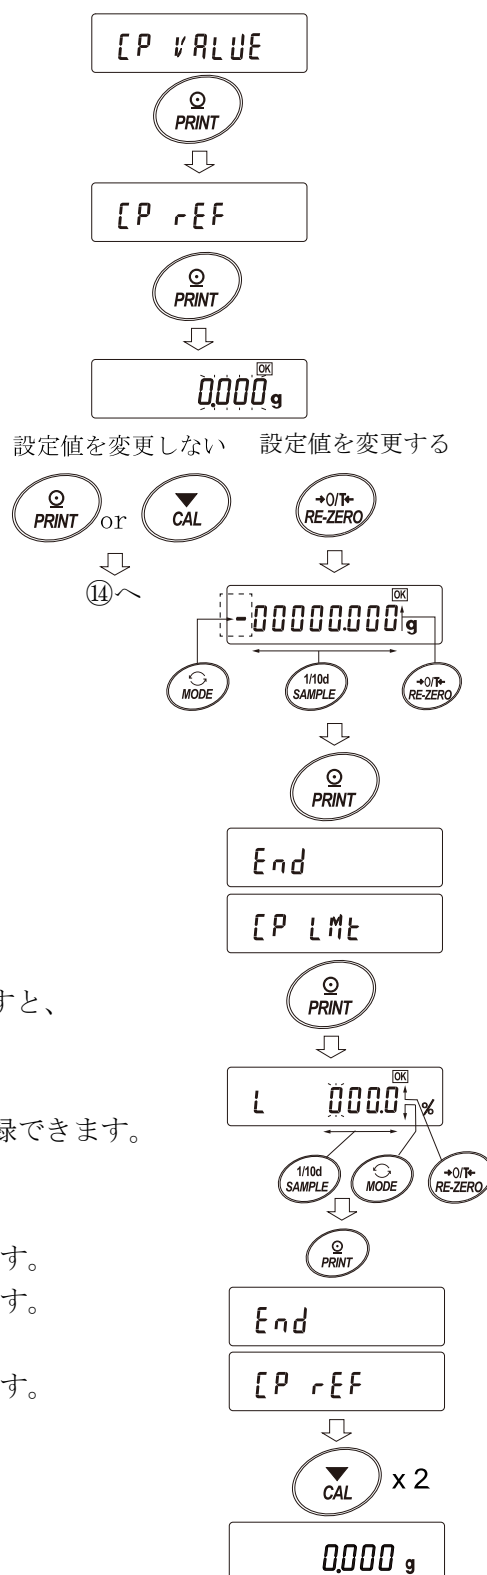 CP VALUE
PRINT
CP rEF
PRINT
OK
0.000 g
設定値を変更しない 設定値を変更する
PRINT or CAL
→0/T← RE-ZERO
⑭へ
OK
-00000.000 g
MODE
1/10d SAMPLE
→0/T← RE-ZERO
PRINT
End
CP LMt
すと、
PRINT
OK
L 000.0 %
録できます。
1/10d SAMPLE
MODE
→0/T← RE-ZERO
PRINT
す。
す。
End
す。
CP rEF
CAL x 2
0.000 g